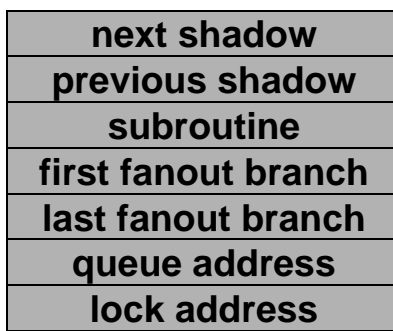 next shadow
previous shadow
subroutine
first fanout branch
last fanout branch
queue address
lock address